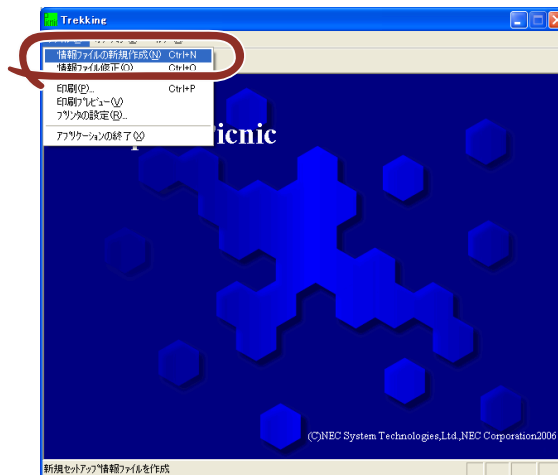 Trekking
情報ファイルの新規作成(N) Ctrl+N
情報ファイル修正(O) Ctrl+O
印刷(P)... Ctrl+P
印刷プレビュー(V)
プリンタの設定(R)...
アプリケーションの終了(X)
icnic
(C)NEC System Technologies,Ltd.,NEC Corporation2006
新規セットアップ情報ファイルを作成